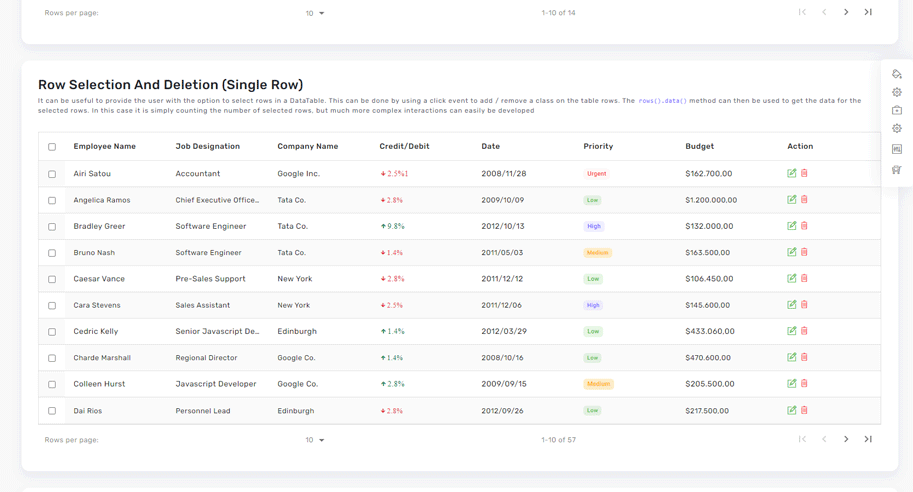 Rows per page: 10 1-10 of 14
Row Selection And Deletion (Single Row)
It can be useful to provide the user with the option to select rows in a DataTable. This can be done by using a click event to add / remove a class on the table rows. The rows().data() method can then be used to get the data for the
selected rows. In this case it is simply counting the number of selected rows, but much more complex interactions can easily be developed
Employee Name Job Designation Company Name Credit/Debit Date Priority Budget Action
Airi Satou Accountant Google Inc. 2.5%1 2008/11/28 Urgent $162.700,00
Angelica Ramos Chief Executive Office... Tata Co. 2.8% 2009/10/09 Low $1.200.000,00
Bradley Greer Software Engineer Tata Co. 9.8% 2012/10/13 High $132.000,00
Bruno Nash Software Engineer Tata Co. 1.4% 2011/05/03 Medium $163.500,00
Caesar Vance Pre-Sales Support New York 2.8% 2011/12/12 Low $106.450,00
Cara Stevens Sales Assistant New York 2.5% 2011/12/06 High $145.600,00
Cedric Kelly Senior Javascript De... Edinburgh 1.4% 2012/03/29 Low $433.060,00
Charde Marshall Regional Director Google Co. 1.4% 2008/10/16 Low $470.600,00
Colleen Hurst Javascript Developer Google Co. 2.8% 2009/09/15 Medium $205.500,00
Dai Rios Personnel Lead Edinburgh 2.8% 2012/09/26 Low $217.500,00
Rows per page: 10 1-10 of 57